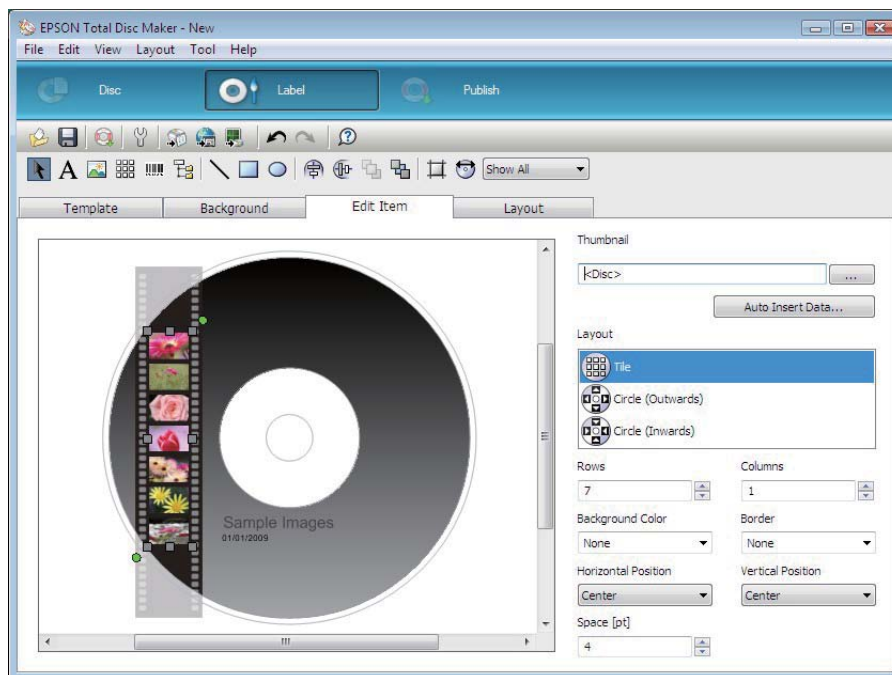 EPSON Total Disc Maker - New
File Edit View Layout Tool Help
Disc Label Publish
A Show All
Template Background Edit Item Layout
Thumbnail
<Disc>
...
Auto Insert Data...
Layout
Tile
Circle (Outwards)
Circle (Inwards)
Rows Columns
7 1
Background Color Border
None None
Horizontal Position Vertical Position
Center Center
Space [pt]
4
Sample Images
01/01/2009